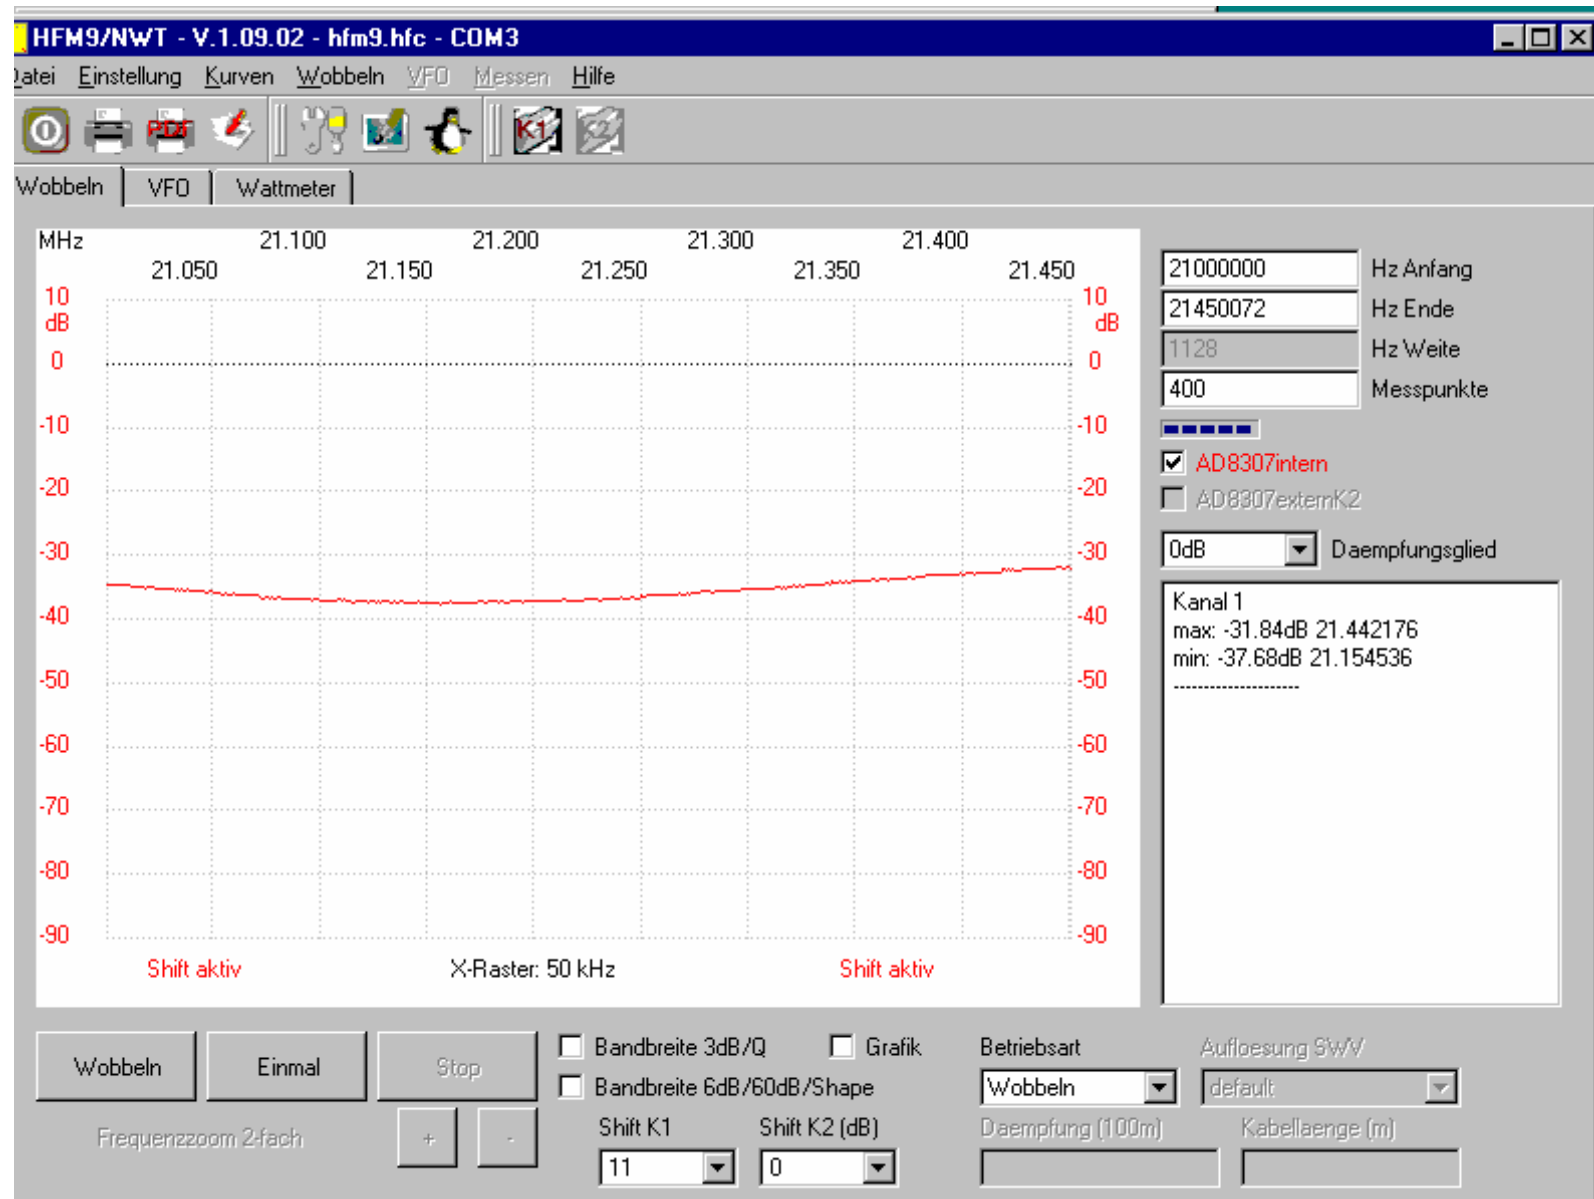 HFM9/NWT - V.1.09.02 - hfm9.hfc - COM3
Datei Einstellung Kurven Wobbeln VFO Messen Hilfe
PDF K1 K2
Wobbeln VFO Wattmeter
MHz 21.100 21.200 21.300 21.400
21.050 21.150 21.250 21.350 21.450
10 10
dB dB
0 0
-10 -10
-20 -20
-30 -30
-40 -40
-50 -50
-60 -60
-70 -70
-80 -80
-90 -90
Shift aktiv X-Raster: 50 kHz Shift aktiv
21000000 Hz Anfang
21450072 Hz Ende
1128 Hz Weite
400 Messpunkte
AD8307intern
AD8307externK2
0dB Daempfungsglied
Kanal 1
max: -31.84dB 21.442176
min: -37.68dB 21.154536
---------------------
Wobbeln Einmal Stop
Frequenzzoom 2-fach + -
Bandbreite 3dB/Q Grafik
Bandbreite 6dB/60dB/Shape
Shift K1 Shift K2 (dB)
11 0
Betriebsart Aufloesung SWV
Wobbeln default
Daempfung (100m) Kabellaenge (m)